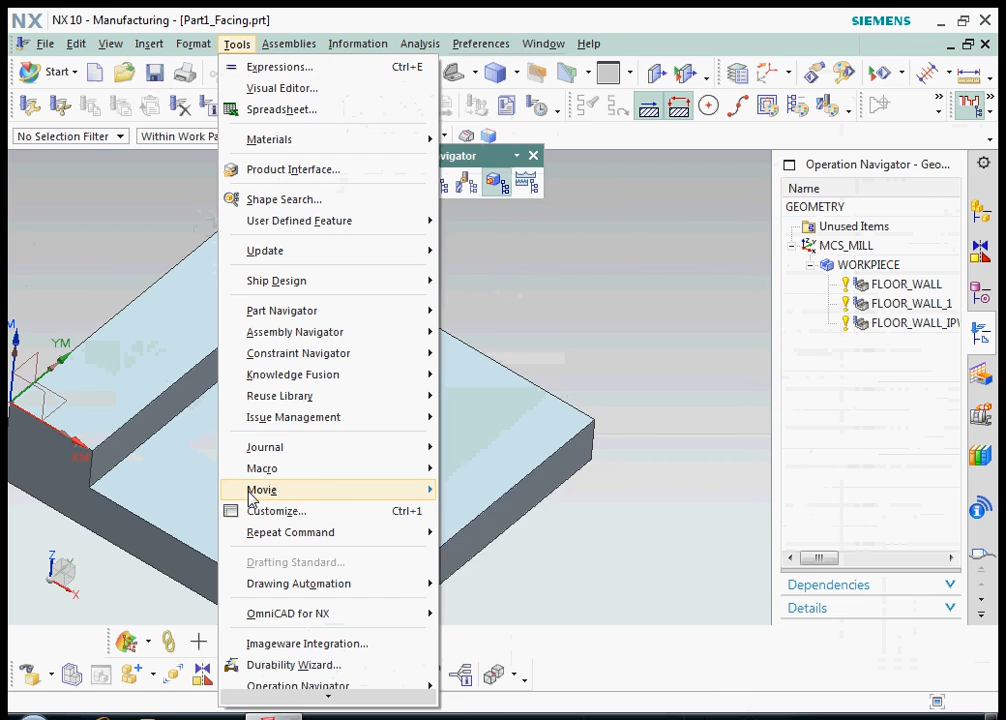 NX NX 10 - Manufacturing - [Part1_Facing.prt] SIEMENS
File Edit View Insert Format Tools Assemblies Information Analysis Preferences Window Help
Start
No Selection Filter Within Work Pa
Expressions... Ctrl+E
Visual Editor...
Spreadsheet...
Materials
Product Interface...
Shape Search...
User Defined Feature
Update
Ship Design
Part Navigator
Assembly Navigator
Constraint Navigator
Knowledge Fusion
Reuse Library
Issue Management
Journal
Macro
Movie
Customize... Ctrl+1
Repeat Command
Drafting Standard...
Drawing Automation
OmniCAD for NX
Imageware Integration...
Durability Wizard...
Operation Navigator
vigator
Operation Navigator - Geo...
Name
GEOMETRY
Unused Items
MCS_MILL
WORKPIECE
FLOOR_WALL
FLOOR_WALL_1
FLOOR_WALL_IPW
Dependencies
Details
YM
XM
Z
Y
X